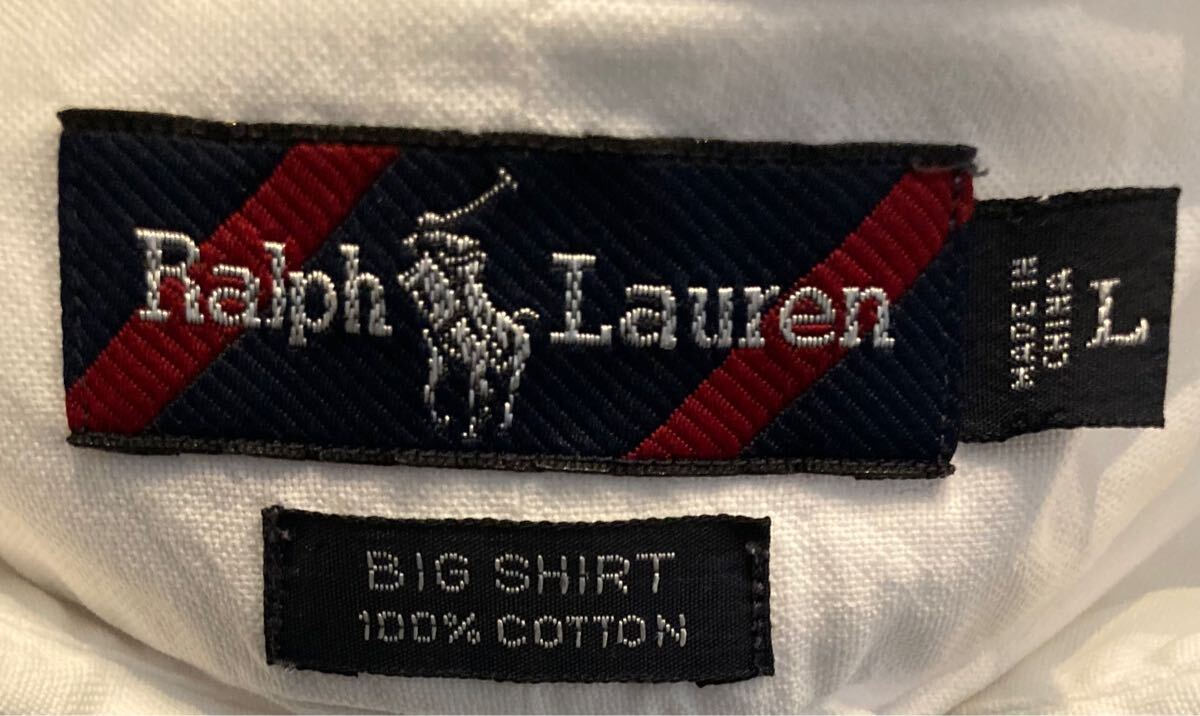 Ralph Lauren
MADE IN
CHINA
L
BIG SHIRT
100% COTTON